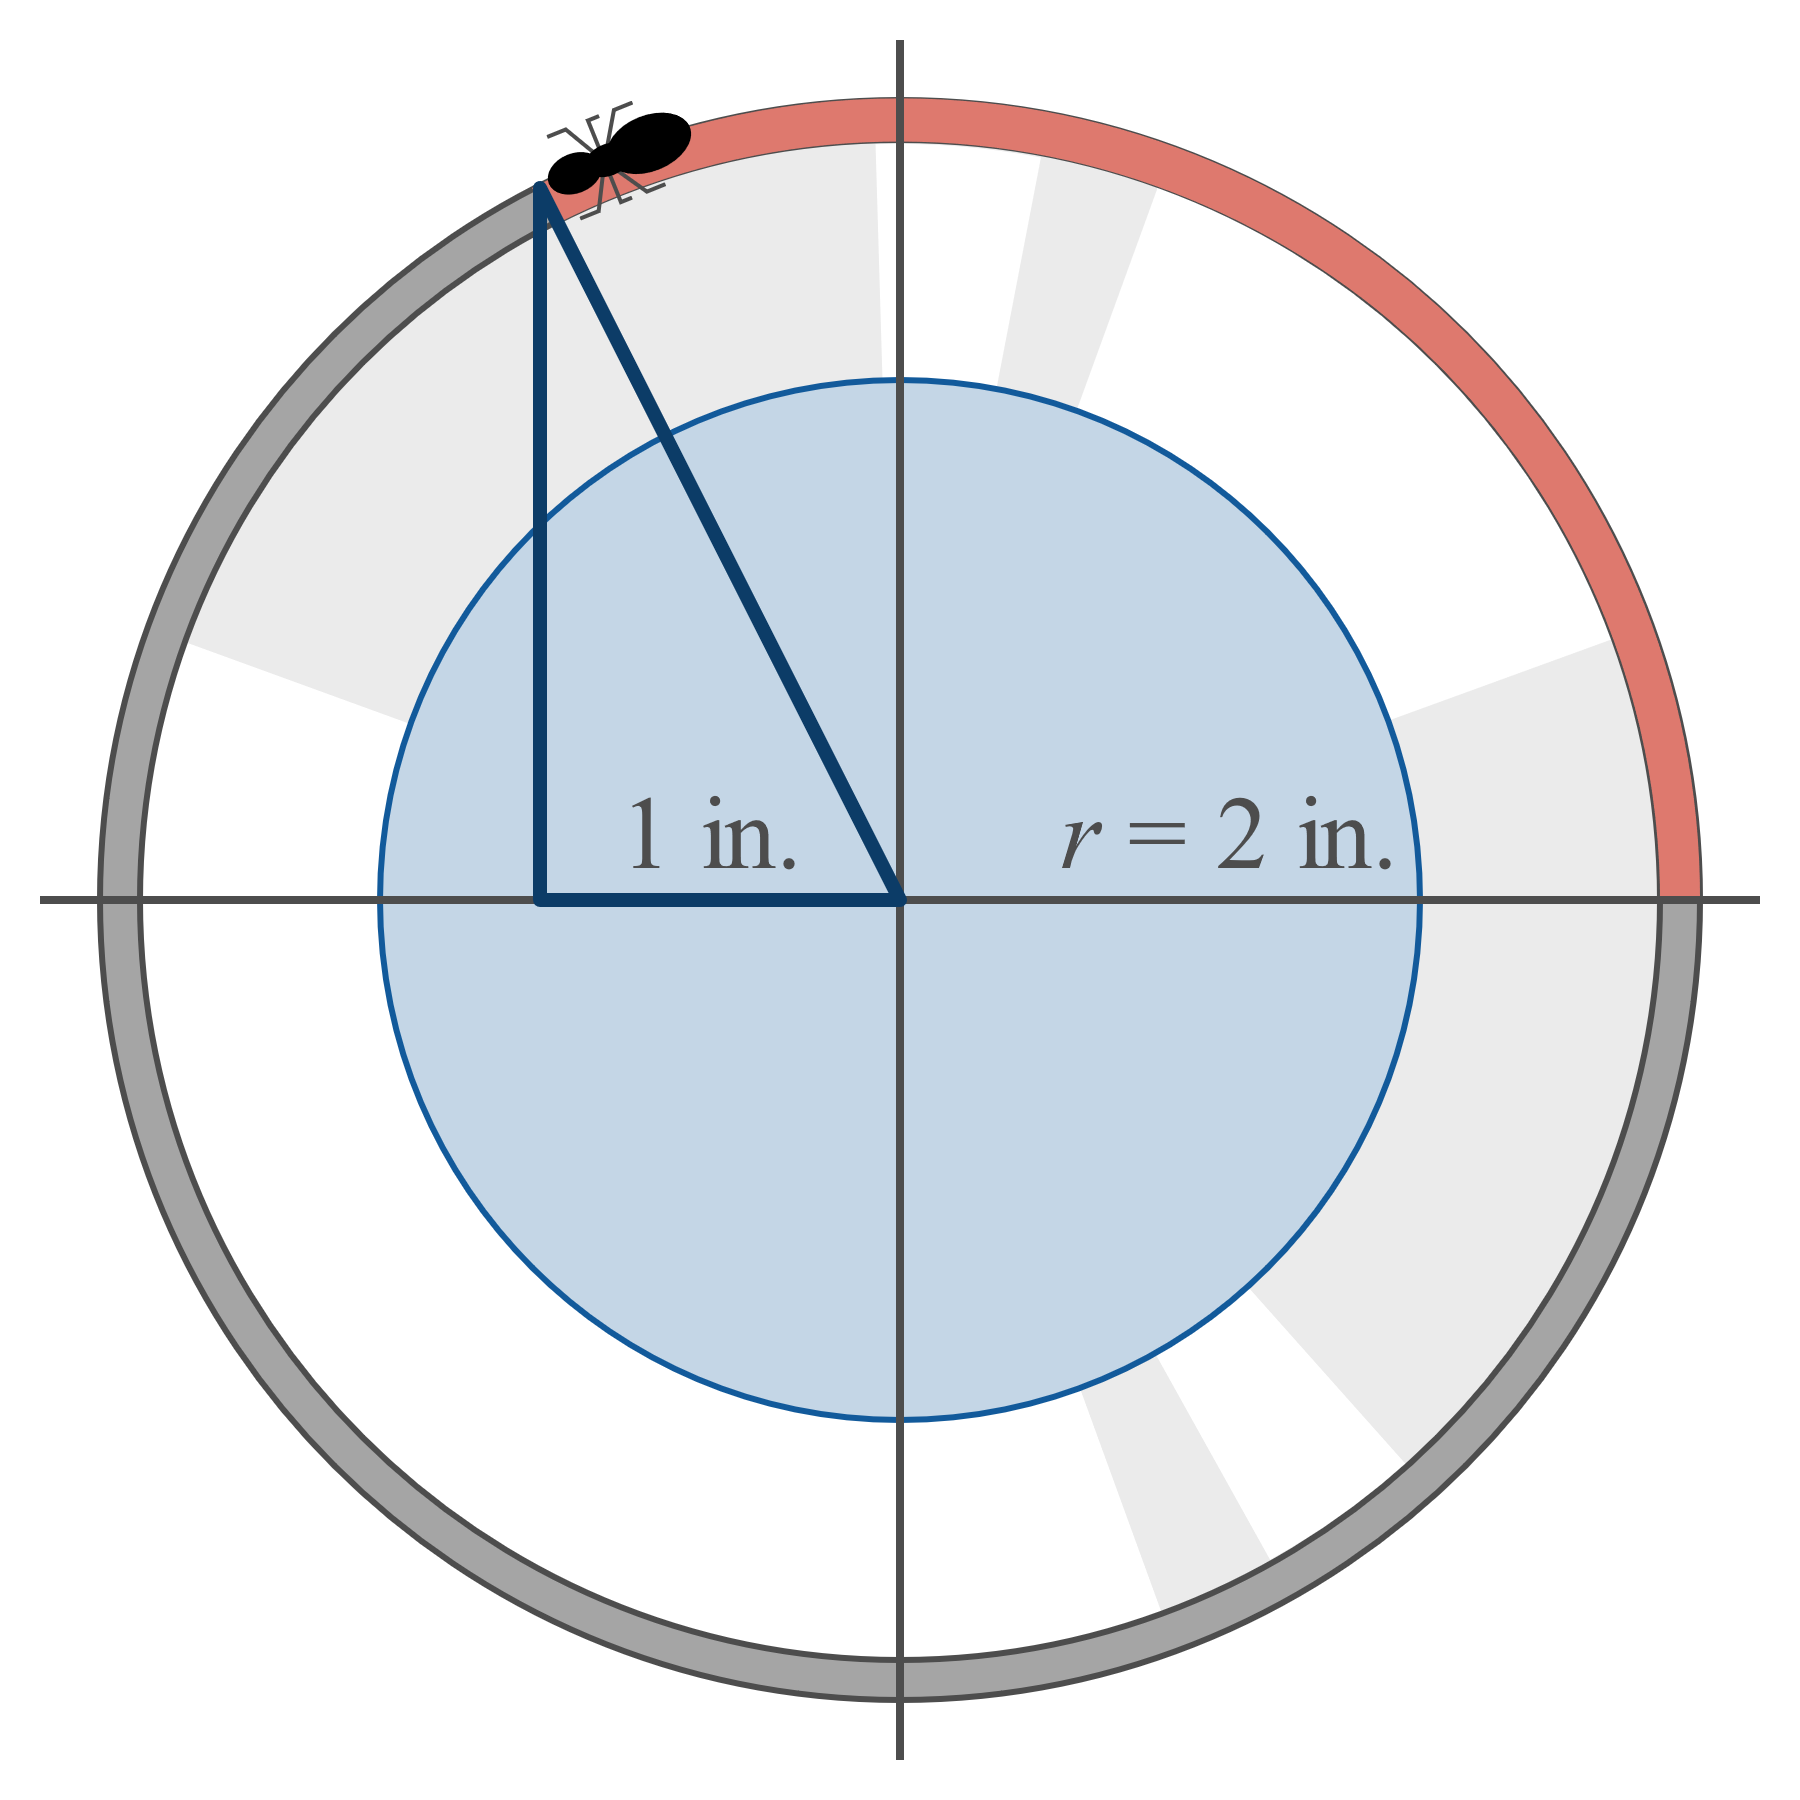 1 in.
r = 2 in.